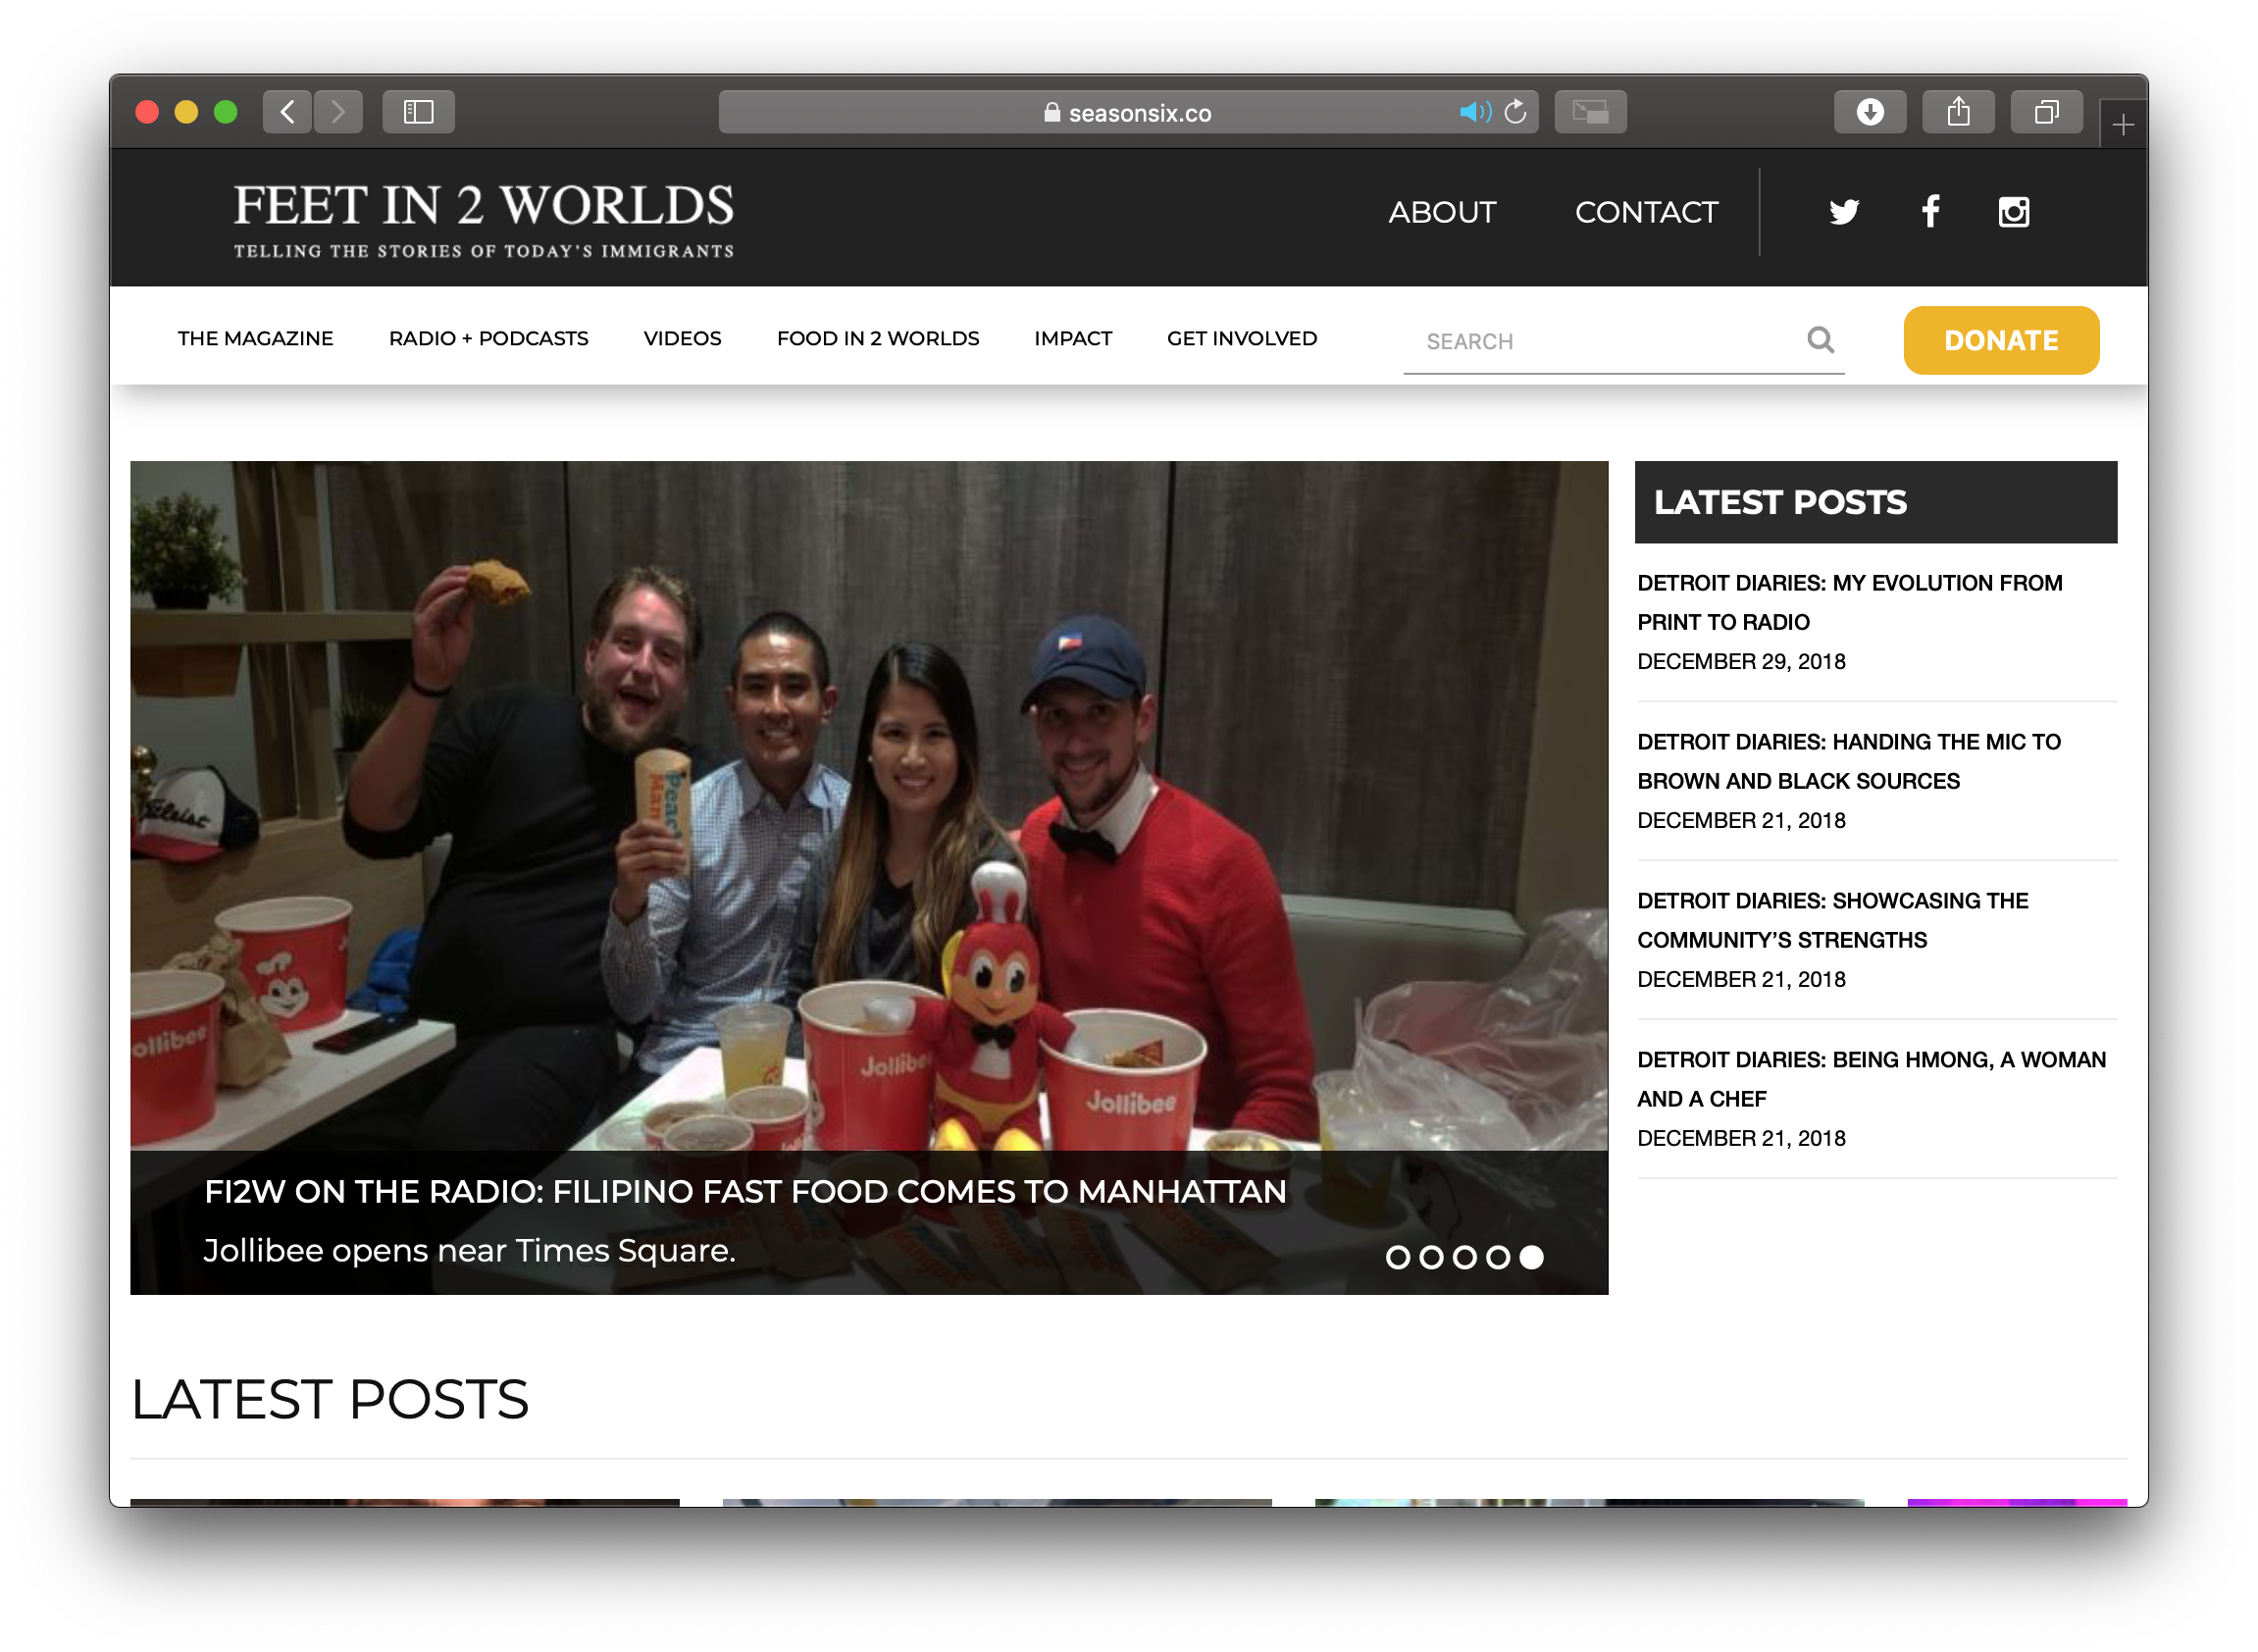 seasonsix.co
FEET IN 2 WORLDS
TELLING THE STORIES OF TODAY'S IMMIGRANTS
ABOUT
CONTACT
THE MAGAZINE
RADIO + PODCASTS
VIDEOS
FOOD IN 2 WORLDS
IMPACT
GET INVOLVED
SEARCH
DONATE
Titleist
Peac
Man
ollibee
Jollibe
Jollibee
FI2W ON THE RADIO: FILIPINO FAST FOOD COMES TO MANHATTAN
Jollibee opens near Times Square.
LATEST POSTS
DETROIT DIARIES: MY EVOLUTION FROM
PRINT TO RADIO
DECEMBER 29, 2018
DETROIT DIARIES: HANDING THE MIC TO
BROWN AND BLACK SOURCES
DECEMBER 21, 2018
DETROIT DIARIES: SHOWCASING THE
COMMUNITY’S STRENGTHS
DECEMBER 21, 2018
DETROIT DIARIES: BEING HMONG, A WOMAN
AND A CHEF
DECEMBER 21, 2018
LATEST POSTS